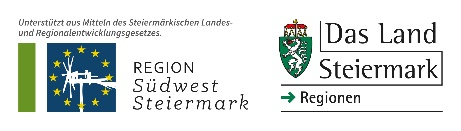 Unterstützt aus Mitteln des Steiermärkischen Landes-
und Regionalentwicklungsgesetzes.
REGION
Südwest
Steiermark
Das Land
Steiermark
→ Regionen